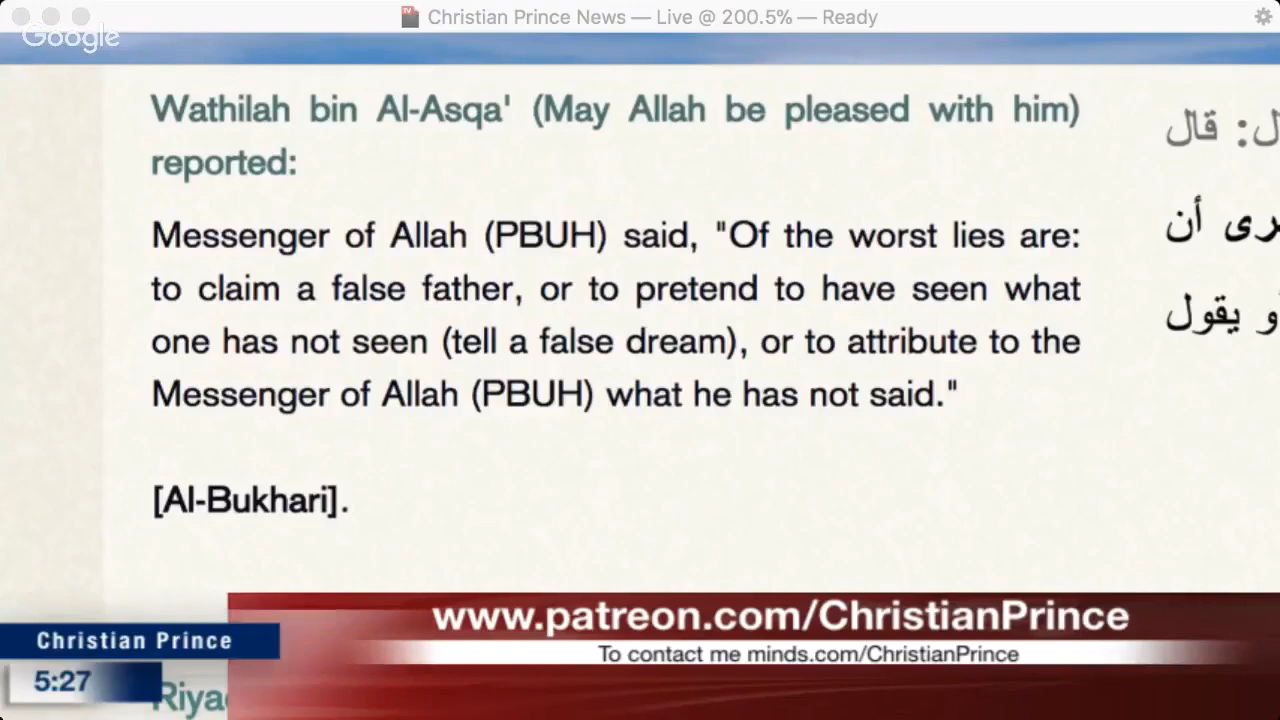 Christian Prince News — Live @ 200.5% — Ready
Google
Wathilah bin Al-Asqa' (May Allah be pleased with him)
reported:
Messenger of Allah (PBUH) said, "Of the worst lies are:
to claim a false father, or to pretend to have seen what
one has not seen (tell a false dream), or to attribute to the
Messenger of Allah (PBUH) what he has not said."
[Al-Bukhari].
قال
أن
أو يقول
www.patreon.com/ChristianPrince
To contact me minds.com/ChristianPrince
Christian Prince
5:27